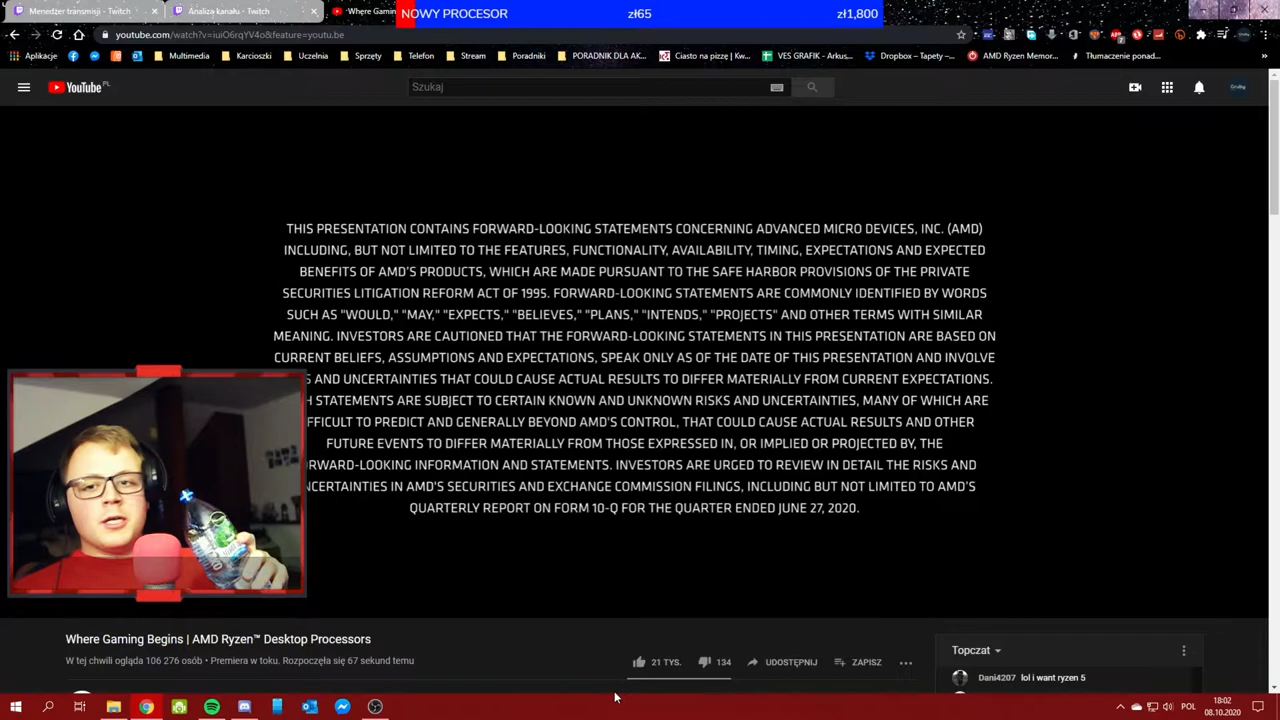 Menedżer transmisji - Twitch
Analiza kanału - Twitch
Where Gaming
NOWY PROCESOR
zł65
zł1,800
youtube.com/watch?v=iuiO6rqYV4o&feature=youtu.be
Aplikacje
Multimedia
Karcioszki
Uczelnia
Sprzęty
Telefon
Stream
Poradniki
PORADNIK DLA AK...
Ciasto na pizzę | Kw...
VES GRAFIK - Arkus...
Dropbox – Tapety –...
AMD Ryzen Memor...
Tłumaczenie ponad...
YouTube PL
Szukaj
THIS PRESENTATION CONTAINS FORWARD-LOOKING STATEMENTS CONCERNING ADVANCED MICRO DEVICES, INC. (AMD)
INCLUDING, BUT NOT LIMITED TO THE FEATURES, FUNCTIONALITY, AVAILABILITY, TIMING, EXPECTATIONS AND EXPECTED
BENEFITS OF AMD'S PRODUCTS, WHICH ARE MADE PURSUANT TO THE SAFE HARBOR PROVISIONS OF THE PRIVATE
SECURITIES LITIGATION REFORM ACT OF 1995. FORWARD-LOOKING STATEMENTS ARE COMMONLY IDENTIFIED BY WORDS
SUCH AS "WOULD," "MAY," "EXPECTS," "BELIEVES," "PLANS," "INTENDS," "PROJECTS" AND OTHER TERMS WITH SIMILAR
MEANING. INVESTORS ARE CAUTIONED THAT THE FORWARD-LOOKING STATEMENTS IN THIS PRESENTATION ARE BASED ON
CURRENT BELIEFS, ASSUMPTIONS AND EXPECTATIONS, SPEAK ONLY AS OF THE DATE OF THIS PRESENTATION AND INVOLVE
S AND UNCERTAINTIES THAT COULD CAUSE ACTUAL RESULTS TO DIFFER MATERIALLY FROM CURRENT EXPECTATIONS.
H STATEMENTS ARE SUBJECT TO CERTAIN KNOWN AND UNKNOWN RISKS AND UNCERTAINTIES, MANY OF WHICH ARE
FFICULT TO PREDICT AND GENERALLY BEYOND AMD'S CONTROL, THAT COULD CAUSE ACTUAL RESULTS AND OTHER
FUTURE EVENTS TO DIFFER MATERIALLY FROM THOSE EXPRESSED IN, OR IMPLIED OR PROJECTED BY, THE
RWARD-LOOKING INFORMATION AND STATEMENTS. INVESTORS ARE URGED TO REVIEW IN DETAIL THE RISKS AND
NCERTAINTIES IN AMD'S SECURITIES AND EXCHANGE COMMISSION FILINGS, INCLUDING BUT NOT LIMITED TO AMD'S
QUARTERLY REPORT ON FORM 10-Q FOR THE QUARTER ENDED JUNE 27, 2020.
Where Gaming Begins | AMD Ryzen™ Desktop Processors
W tej chwili ogląda 106 276 osób • Premiera w toku. Rozpoczęła się 67 sekund temu
21 TYS.
134
UDOSTĘPNIJ
ZAPISZ
Topczat
Dani4207 lol i want ryzen 5
POL
18:02
08.10.2020